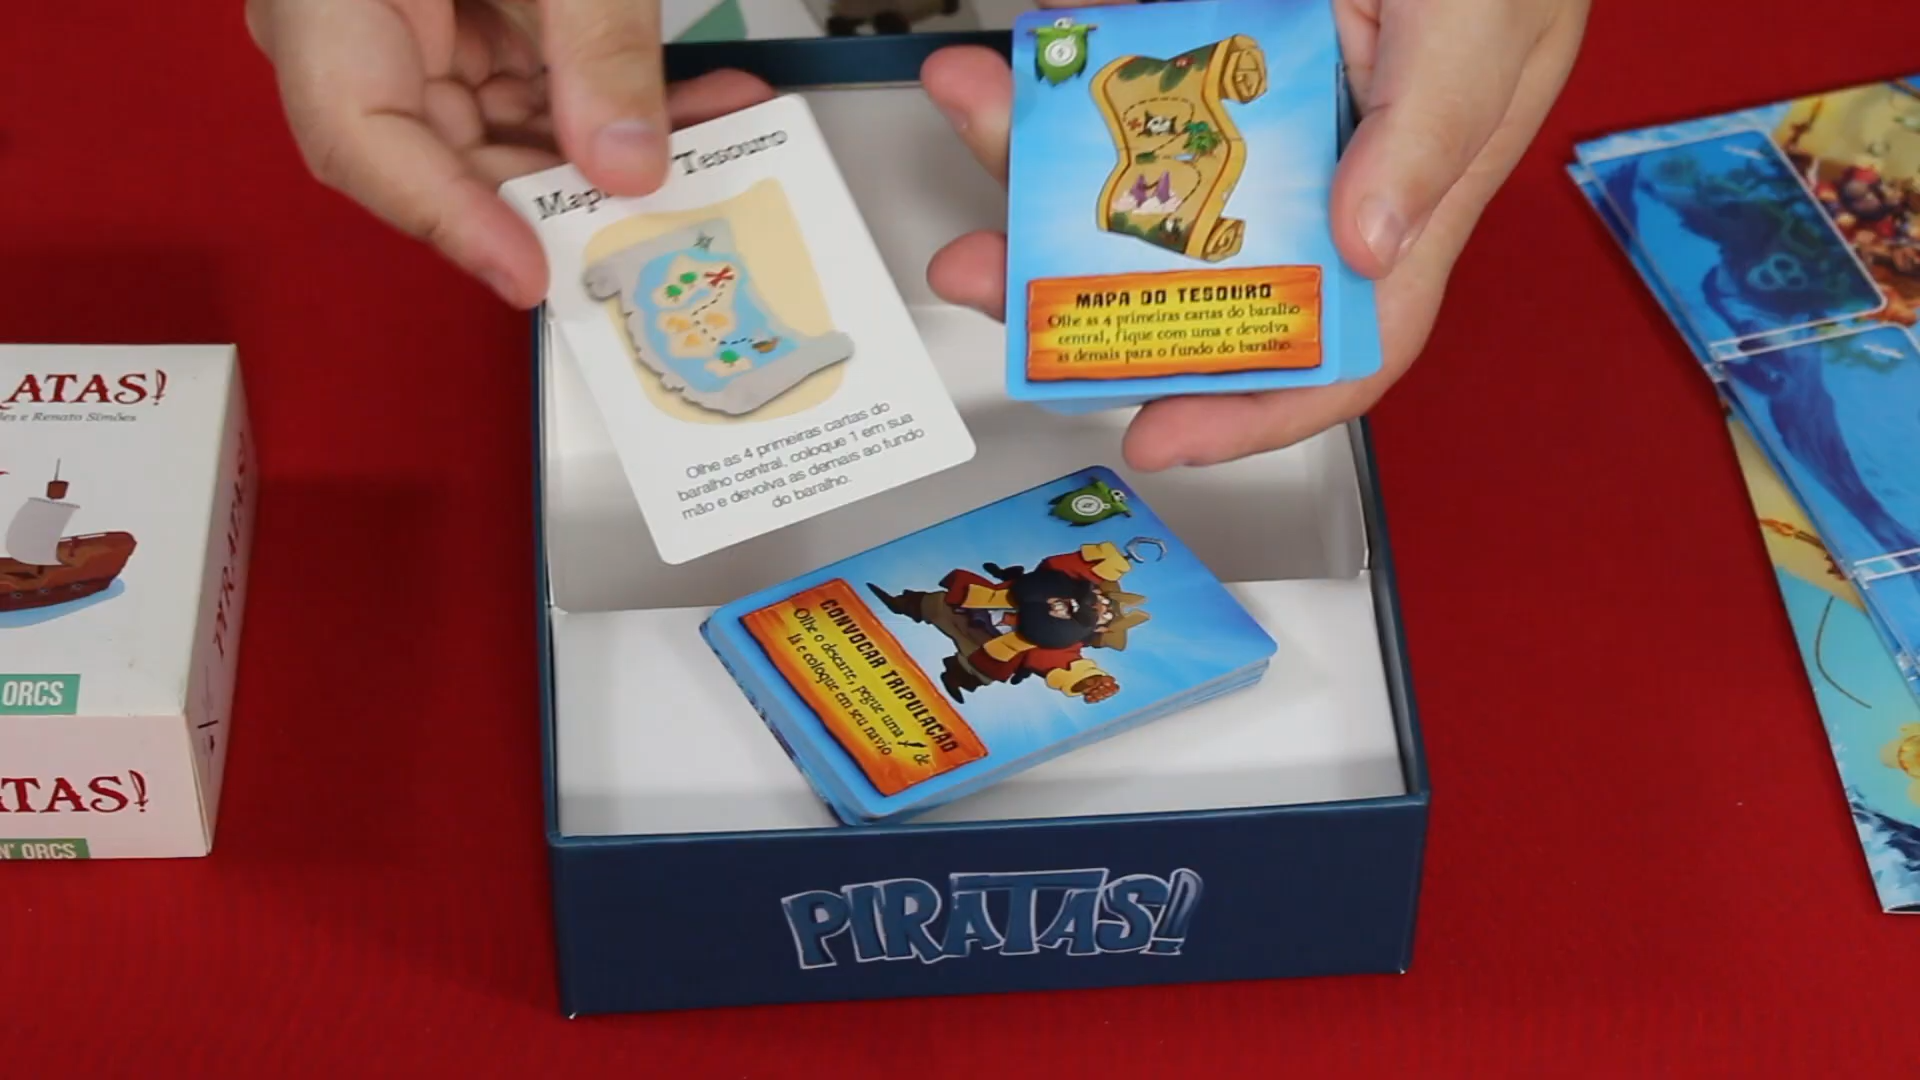 Tesouro
Olhe as 4 primeiras cartas do
baralho central, coloque 1 em sua
mão e devolva as demais ao fundo
do baralho.
MAPA DO TESOURO
Olhe as 4 primeiras cartas do baralho
central, fique com uma e devolva
as demais para o fundo do baralho
CONVOCAR TRIPULAÇÃO
Olhe o descarte, pegue uma de
lá e coloque em seu navio
ATAS!
e Renato Simões
ORCS
TAS!
N' ORCS
PIRATAS!